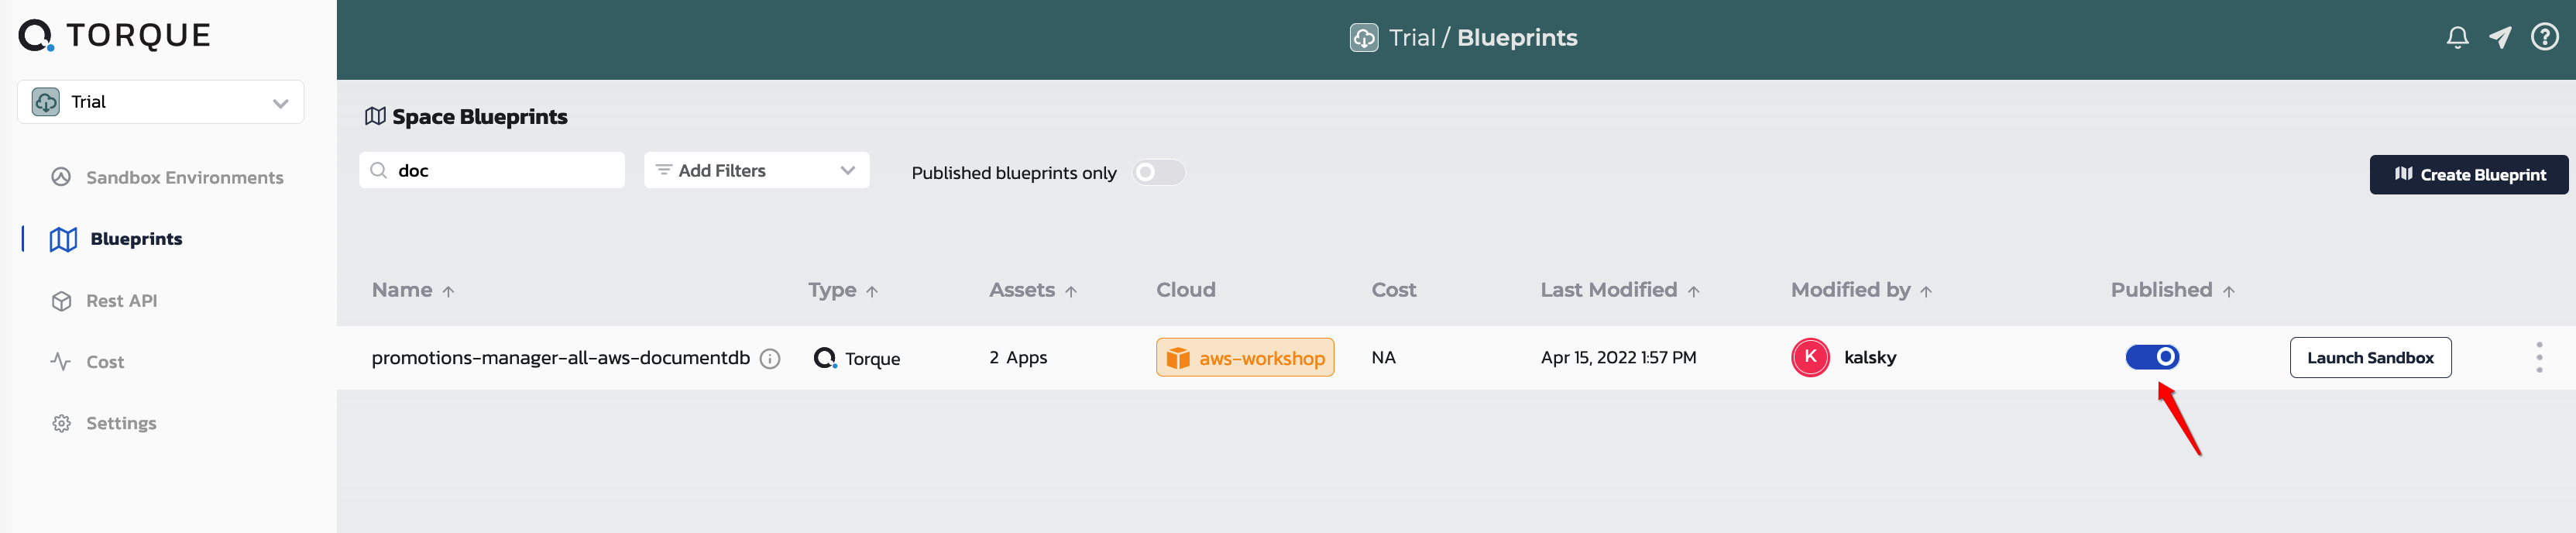 TORQUE
Trial
Sandbox Environments
Blueprints
Rest API
Cost
Settings
Trial / Blueprints
Space Blueprints
doc
Add Filters
Published blueprints only
Create Blueprint
Name Type Assets Cloud Cost Last Modified Modified by Published
promotions-manager-all-aws-documentdb Torque 2 Apps aws-workshop NA Apr 15, 2022 1:57 PM K kalsky Launch Sandbox